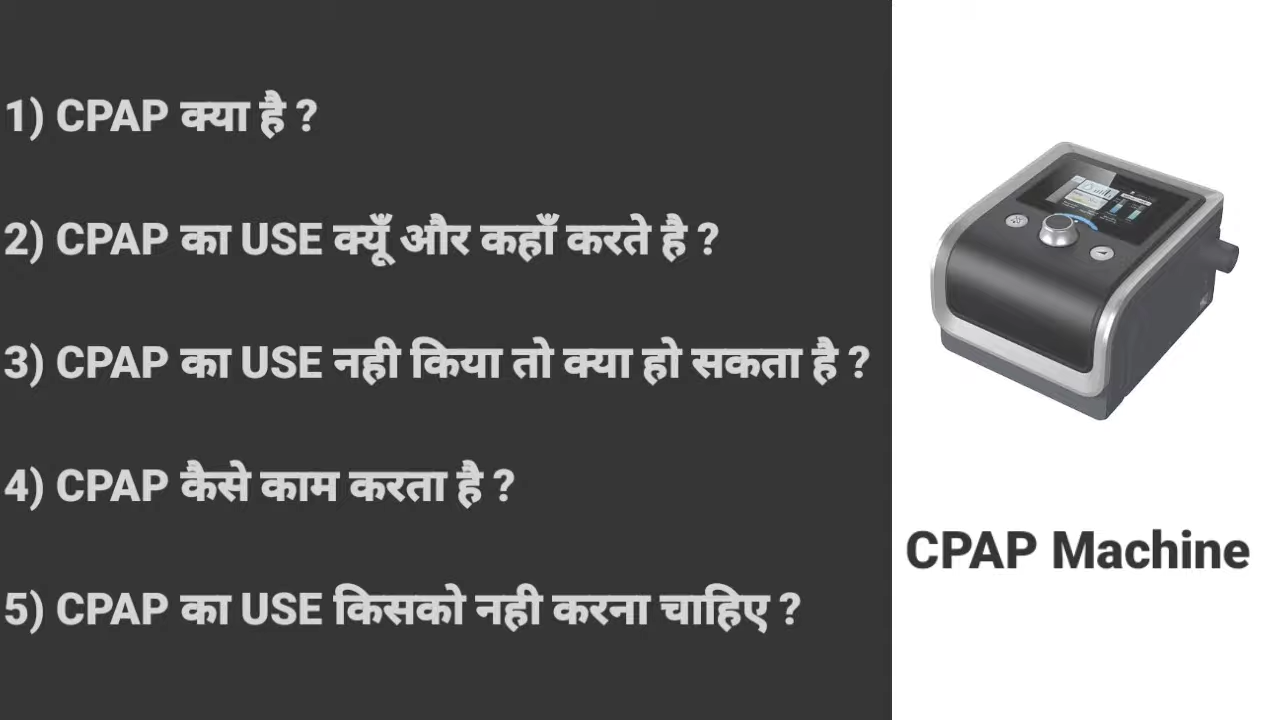 1) CPAP क्या है ?
2) CPAP का USE क्यूँ और कहाँ करते है ?
3) CPAP का USE नही किया तो क्या हो सकता है ?
4) CPAP कैसे काम करता है ?
5) CPAP का USE किसको नही करना चाहिए ?
CPAP Machine